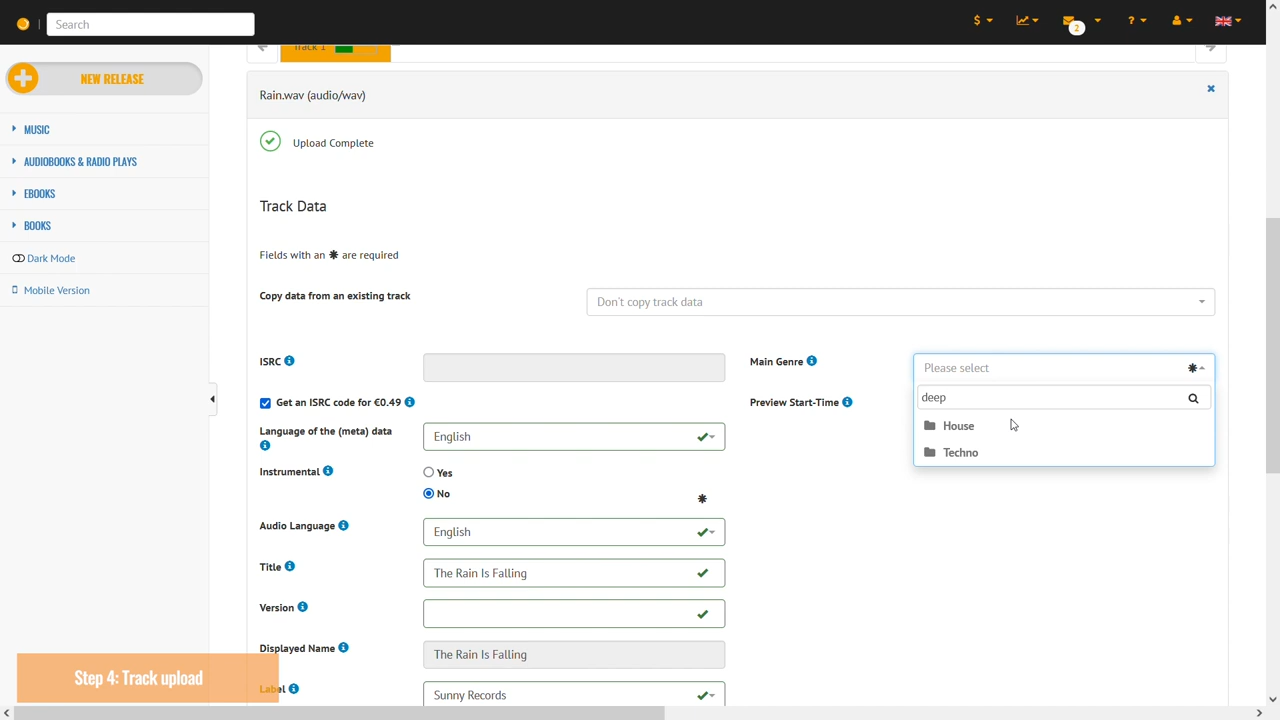 Search
2
Track 1
NEW RELEASE
MUSIC
AUDIOBOOKS & RADIO PLAYS
EBOOKS
BOOKS
Dark Mode
Mobile Version
Rain.wav (audio/wav)
Upload Complete
Track Data
Fields with an ✱ are required
Copy data from an existing track
Don't copy track data
ISRC
Main Genre
Please select
deep
House
Techno
Get an ISRC code for €0.49
Preview Start-Time
Language of the (meta) data
English
Instrumental
Yes
No
Audio Language
English
Title
The Rain Is Falling
Version
Displayed Name
The Rain Is Falling
Label
Sunny Records
Step 4: Track upload